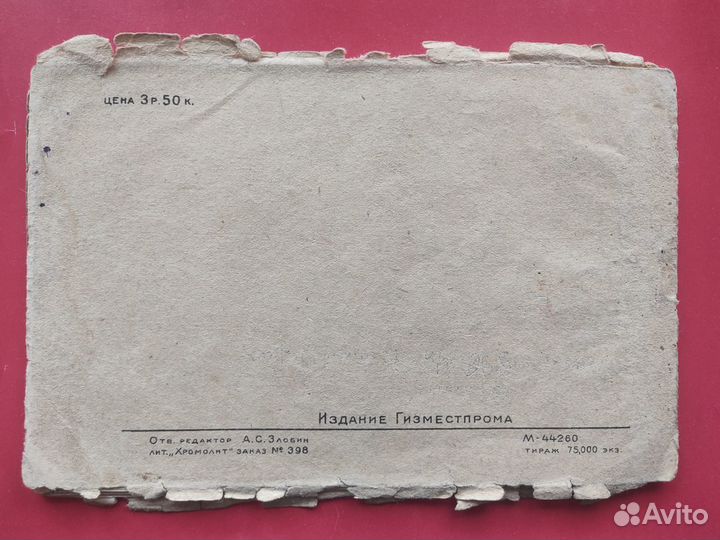 ЦЕНА 3 Р. 50 К.
ИЗДАНИЕ ГИЗМЕСТПРОМА
ОТВ. РЕДАКТОР А.С. ЗЛОБИН
М-44260
ЛИТ. „ХРОМОЛИТ" ЗАКАЗ № 398
ТИРАЖ 75,000 ЭКЗ.
Avito